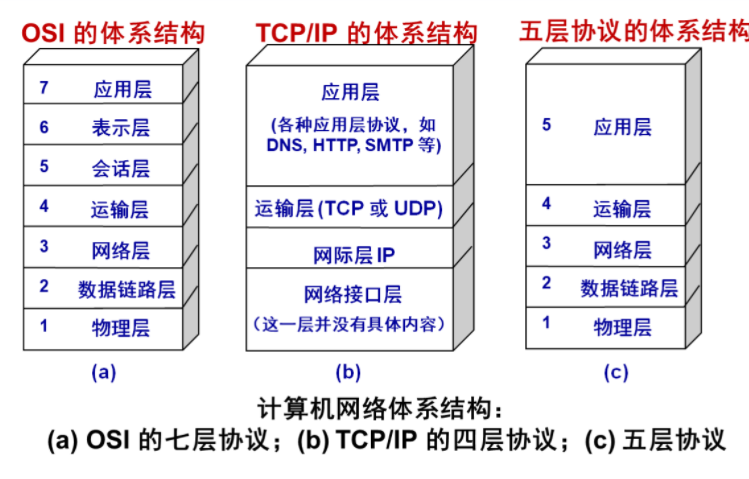 OSI 的体系结构
7 应用层
6 表示层
5 会话层
4 运输层
3 网络层
2 数据链路层
1 物理层
(a)
TCP/IP 的体系结构
应用层
(各种应用层协议，如
DNS, HTTP, SMTP 等)
运输层(TCP 或 UDP)
网际层 IP
网络接口层
（这一层并没有具体内容）
(b)
五层协议的体系结构
5 应用层
4 运输层
3 网络层
2 数据链路层
1 物理层
(c)
计算机网络体系结构：
(a) OSI 的七层协议；(b) TCP/IP 的四层协议；(c) 五层协议